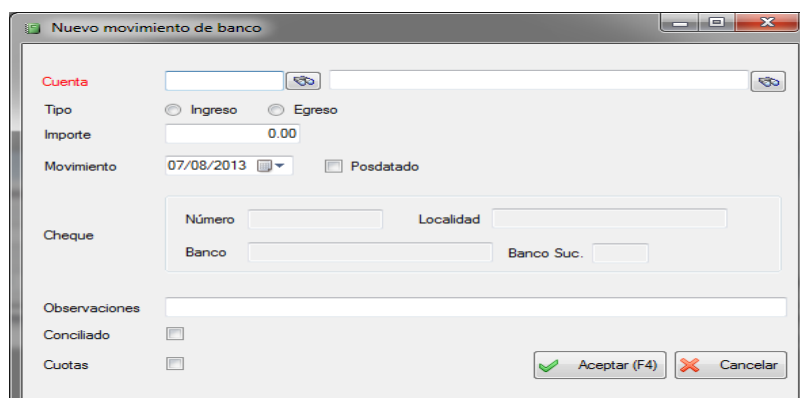 Nuevo movimiento de banco
Cuenta
Tipo Ingreso Egreso
Importe 0.00
Movimiento 07/08/2013 Posdatado
Cheque
Número Localidad
Banco Banco Suc.
Observaciones
Conciliado
Cuotas Aceptar (F4) Cancelar